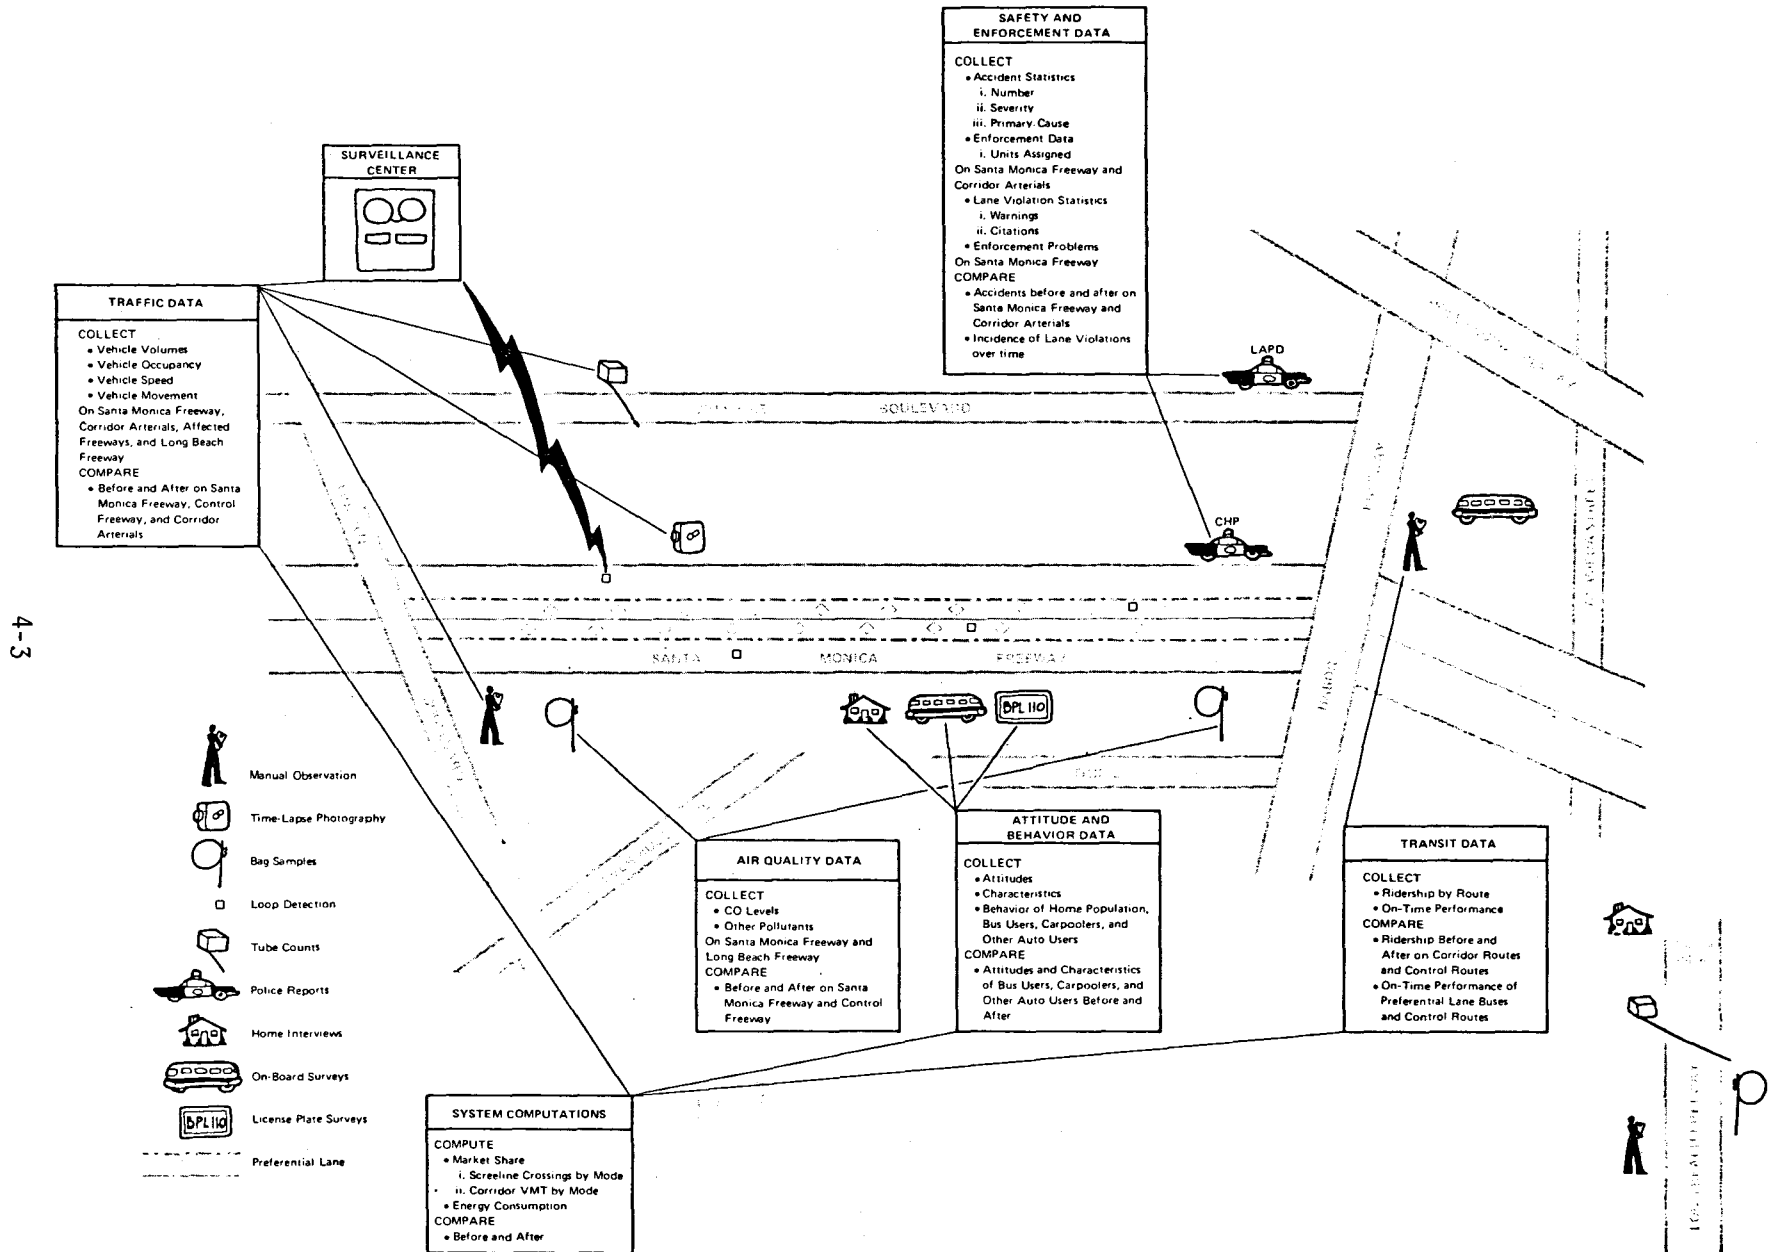 SAFETY AND
ENFORCEMENT DATA
COLLECT
• Accident Statistics
i. Number
ii. Severity
iii. Primary Cause
• Enforcement Data
i. Units Assigned
On Santa Monica Freeway and
Corridor Arterials
• Lane Violation Statistics
i. Warnings
ii. Citations
• Enforcement Problems
On Santa Monica Freeway
COMPARE
• Accidents before and after on
Santa Monica Freeway and
Corridor Arterials
• Incidence of Lane Violations
over time
SURVEILLANCE
CENTER
TRAFFIC DATA
COLLECT
• Vehicle Volumes
• Vehicle Occupancy
• Vehicle Speed
• Vehicle Movement
On Santa Monica Freeway,
Corridor Arterials, Affected
Freeways, and Long Beach
Freeway
COMPARE
• Before and After on Santa
Monica Freeway, Control
Freeway, and Corridor
Arterials
LAPD
BOULEVARD
CHP
SANTA MONICA FREEWAY
BPL 110
4-3
Manual Observation
Time-Lapse Photography
Bag Samples
Loop Detection
Tube Counts
Police Reports
Home Interviews
On-Board Surveys
BPL 110
License Plate Surveys
Preferential Lane
AIR QUALITY DATA
COLLECT
• CO Levels
• Other Pollutants
On Santa Monica Freeway and
Long Beach Freeway
COMPARE
• Before and After on Santa
Monica Freeway and Control
Freeway
ATTITUDE AND
BEHAVIOR DATA
COLLECT
• Attitudes
• Characteristics
• Behavior of Home Population,
Bus Users, Carpoolers, and
Other Auto Users
COMPARE
• Attitudes and Characteristics
of Bus Users, Carpoolers, and
Other Auto Users Before and
After
TRANSIT DATA
COLLECT
• Ridership by Route
• On-Time Performance
COMPARE
• Ridership Before and
After on Corridor Routes
and Control Routes
• On-Time Performance of
Preferential Lane Buses
and Control Routes
SYSTEM COMPUTATIONS
COMPUTE
• Market Share
i. Screeline Crossings by Mode
ii. Corridor VMT by Mode
• Energy Consumption
COMPARE
• Before and After